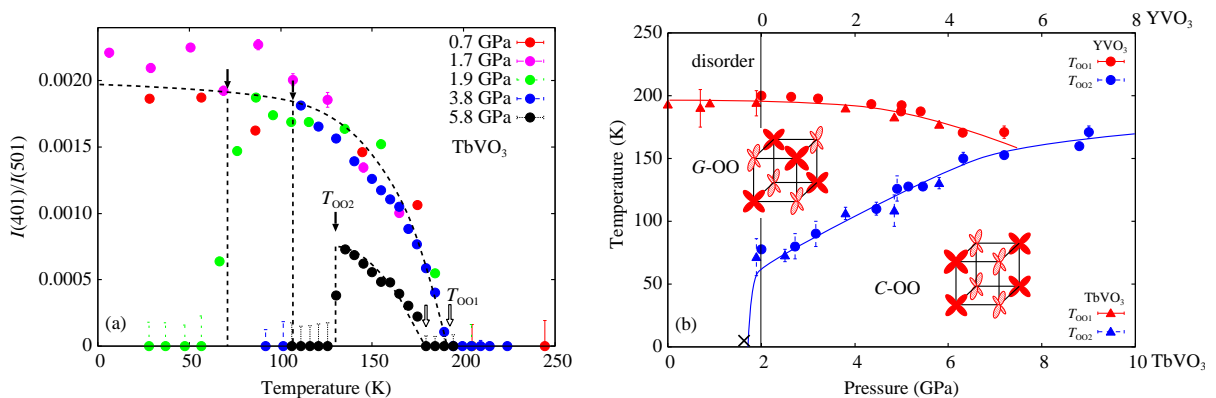 0.0020
0.0015
0.0010
0.0005
0
I(401)/I(501)
0 50 100 150 200 250
Temperature (K)
0.7 GPa
1.7 GPa
1.9 GPa
3.8 GPa
5.8 GPa
TbVO3
TOO2
TOO1
(a)
0 2 4 6 8 YVO3
250
200
150
100
50
0
Temperature (K)
disorder
YVO3
TOO1
TOO2
G-OO
C-OO
TbVO3
TOO1
TOO2
(b)
0 2 4 6 8 10 TbVO3
Pressure (GPa)